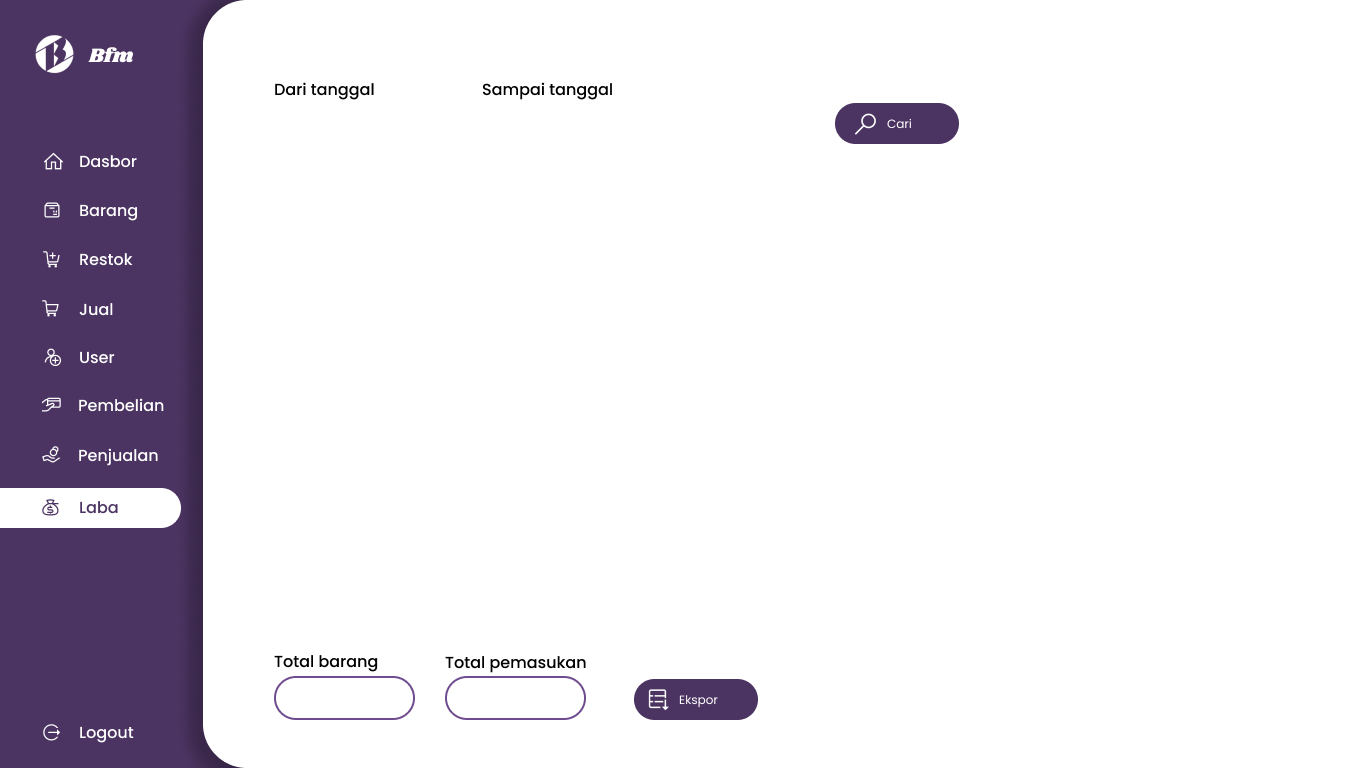 Bfm
Dasbor
Barang
Restok
Jual
User
Pembelian
Penjualan
Laba
Logout
Dari tanggal
Sampai tanggal
Cari
Total barang
Total pemasukan
Ekspor